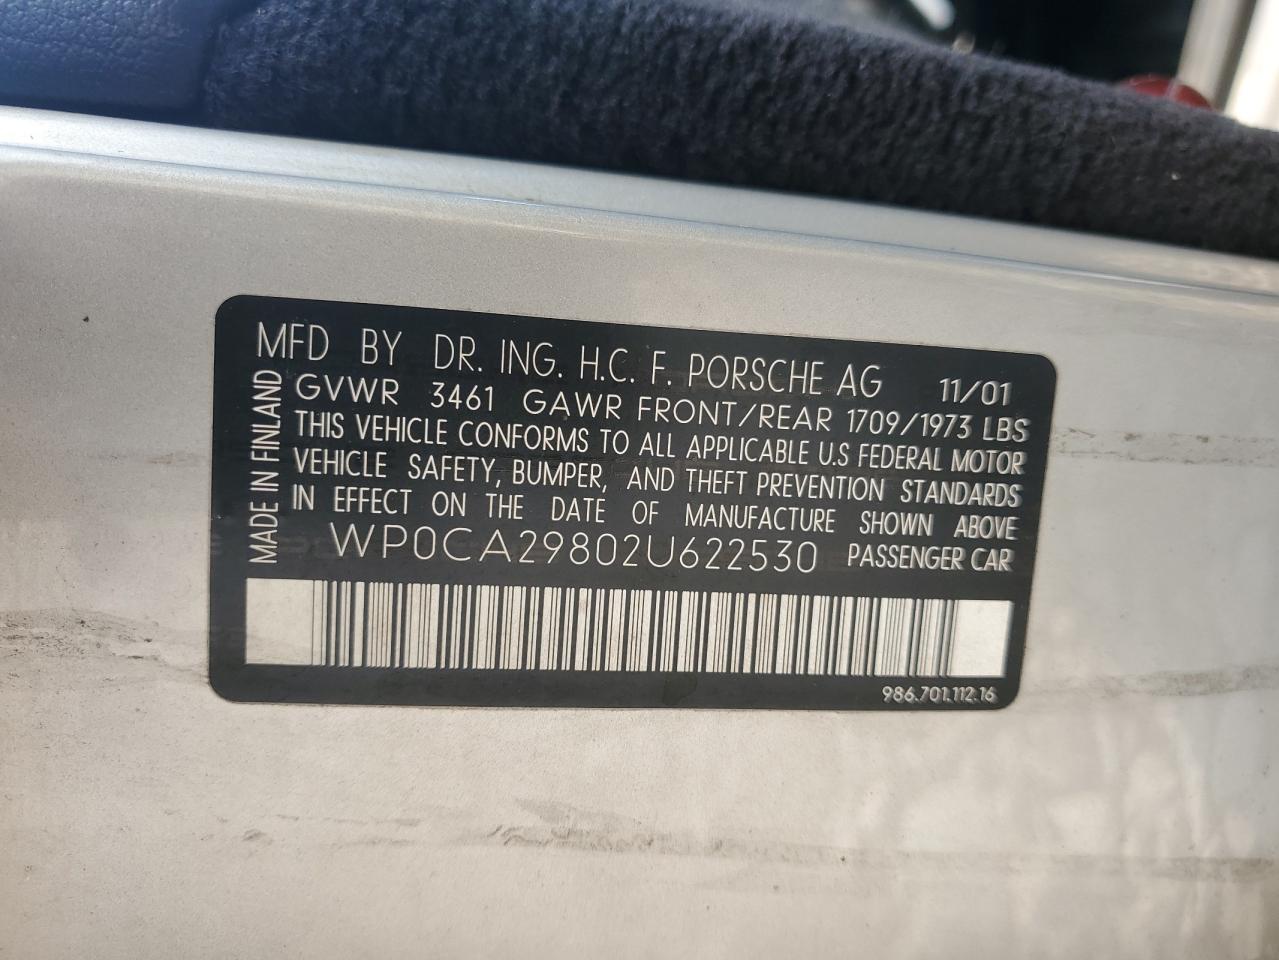 MFD BY DR. ING. H.C. F. PORSCHE AG 11/01
GVWR 3461 GAWR FRONT/REAR 1709/1973 LBS
THIS VEHICLE CONFORMS TO ALL APPLICABLE U.S FEDERAL MOTOR
VEHICLE SAFETY, BUMPER, AND THEFT PREVENTION STANDARDS
IN EFFECT ON THE DATE OF MANUFACTURE SHOWN ABOVE
WP0CA29802U622530 PASSENGER CAR
MADE IN FINLAND
986.701.112.16